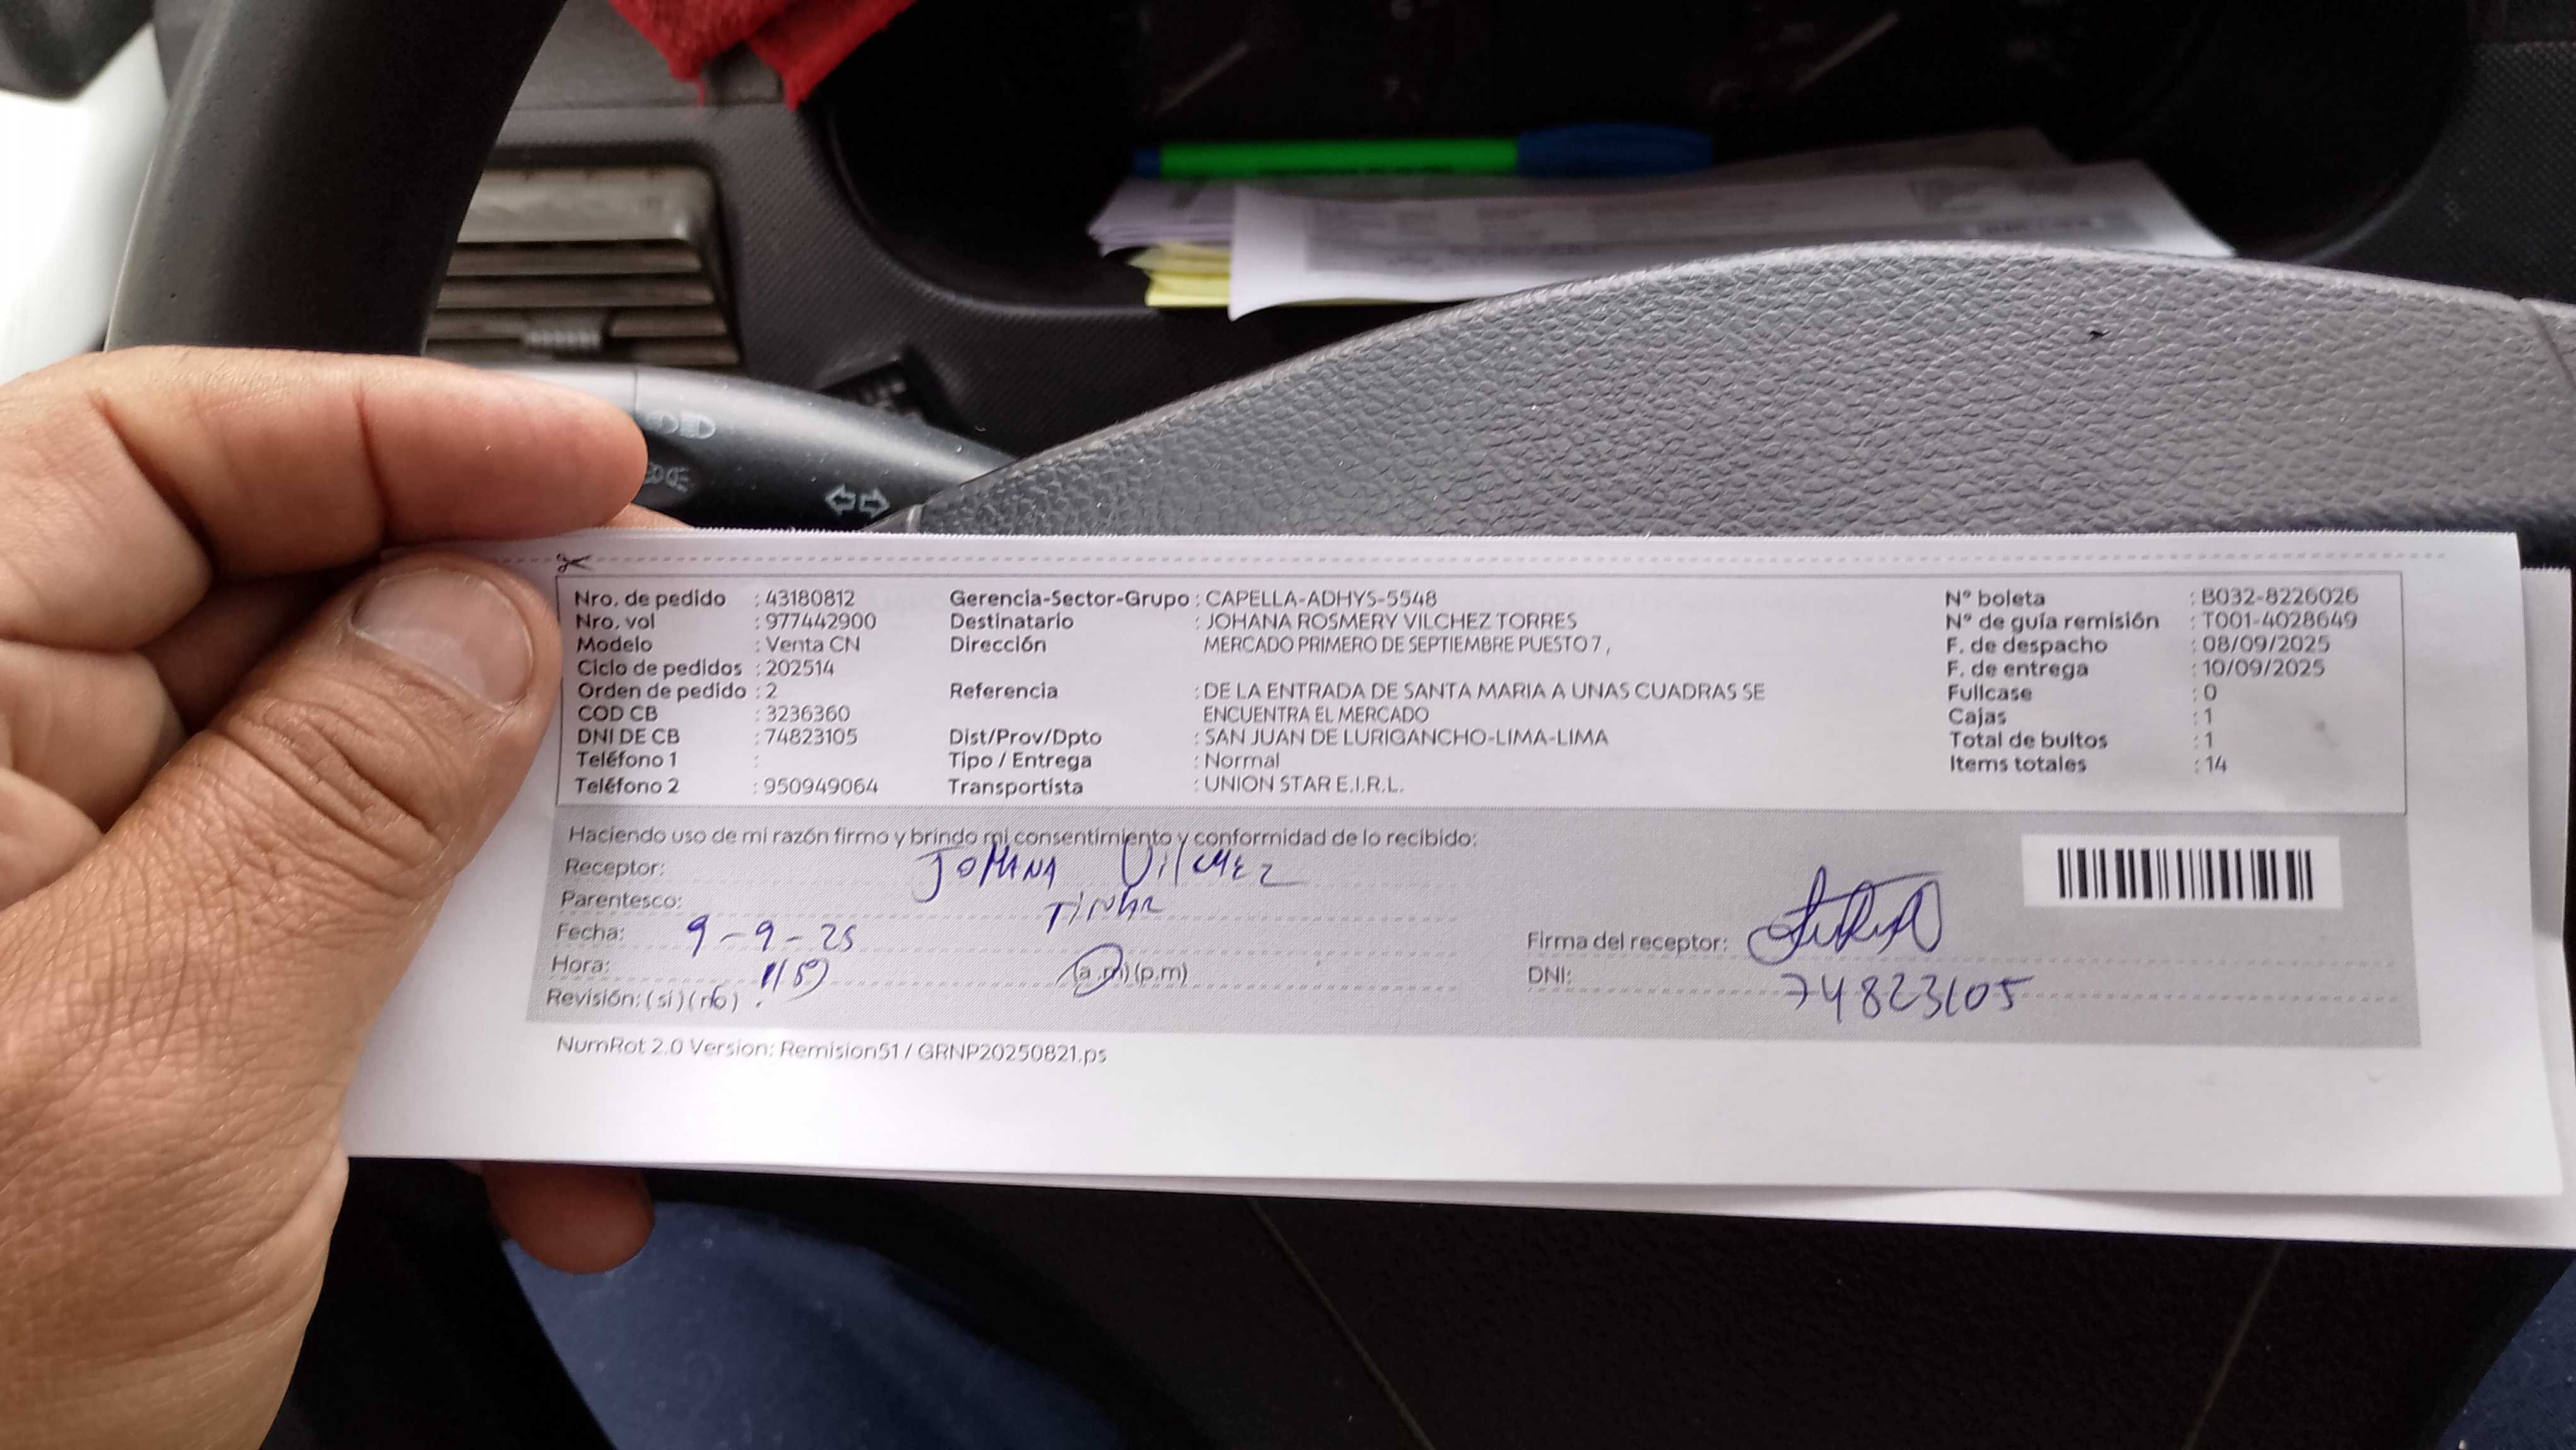 Nro. de pedido : 43180812 Gerencia-Sector-Grupo : CAPELLA-ADHYS-5548 N° boleta : B032-8226026
Nro. vol : 977442900 Destinatario : JOHANA ROSMERY VILCHEZ TORRES N° de guía remisión : T001-4028649
Modelo : Venta CN Dirección MERCADO PRIMERO DE SEPTIEMBRE PUESTO 7 , F. de despacho : 08/09/2025
Ciclo de pedidos : 202514 F. de entrega : 10/09/2025
Orden de pedido : 2 Referencia : DE LA ENTRADA DE SANTA MARIA A UNAS CUADRAS SE Fullcase : 0
COD CB : 3236360 ENCUENTRA EL MERCADO Cajas : 1
DNI DE CB : 74823105 Dist/Prov/Dpto : SAN JUAN DE LURIGANCHO-LIMA-LIMA Total de bultos : 1
Teléfono 1 : Tipo / Entrega : Normal Items totales : 14
Teléfono 2 : 950949064 Transportista : UNION STAR E.I.R.L.
Haciendo uso de mi razón firmo y brindo mi consentimiento y conformidad de lo recibido:
Receptor: JOHANA VILCHEZ
Parentesco:
Fecha: 9-9-25 Firma del receptor:
Hora: (a.m) (p.m) DNI: 74823105
Revisión: (si) (no)
NumRot 2.0 Version: Remision51 / GRNP20250821.ps